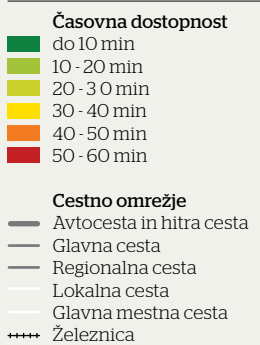 Časovna dostopnost
do 10 min
10 - 20 min
20 - 3 0 min
30 - 40 min
40 - 50 min
50 - 60 min
Cestno omrežje
Avtocesta in hitra cesta
Glavna cesta
Regionalna cesta
Lokalna cesta
Glavna mestna cesta
Železnica